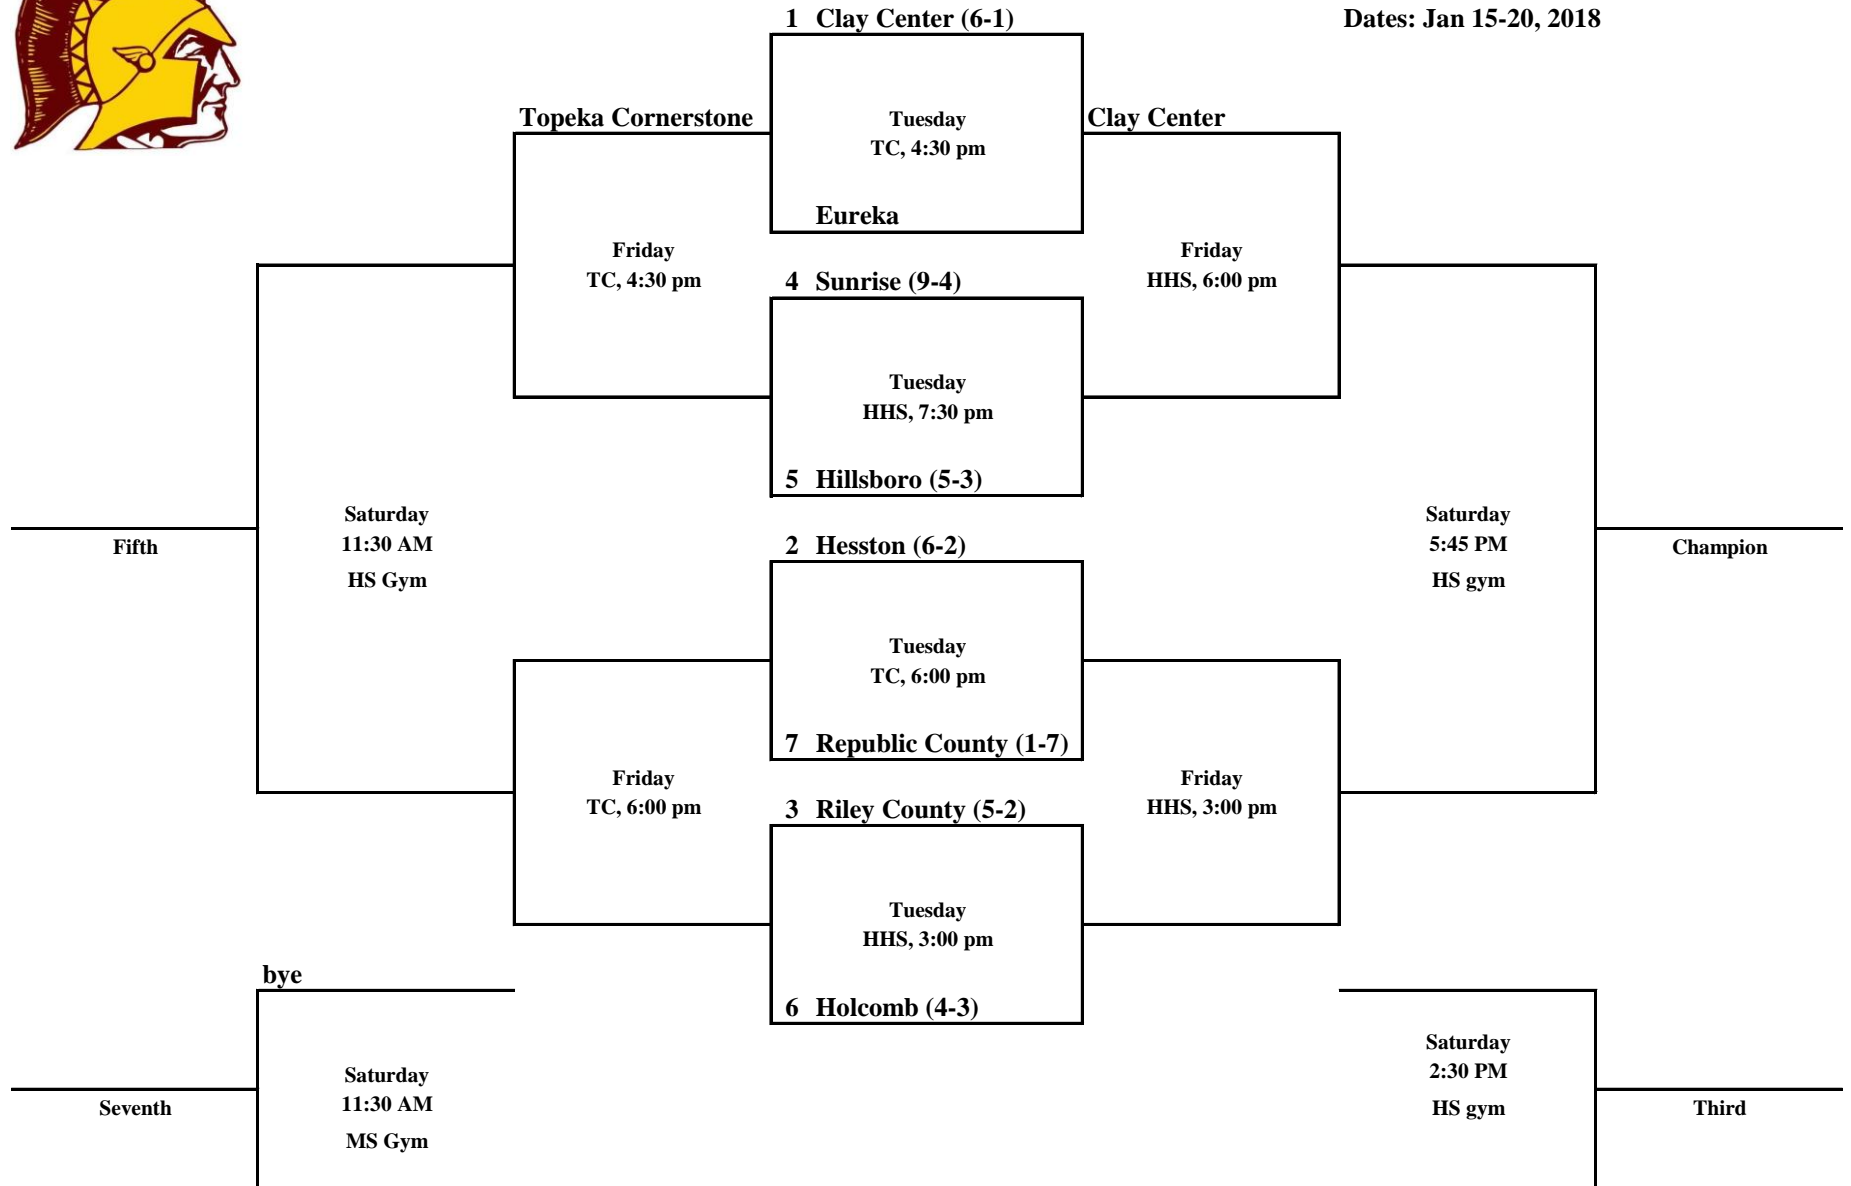 1 Clay Center (6-1)
Dates: Jan 15-20, 2018
Topeka Cornerstone
Tuesday
TC, 4:30 pm
Clay Center
Eureka
Friday
TC, 4:30 pm
Friday
HHS, 6:00 pm
4 Sunrise (9-4)
Tuesday
HHS, 7:30 pm
5 Hillsboro (5-3)
Saturday
11:30 AM
HS Gym
Fifth
Saturday
5:45 PM
HS gym
Champion
2 Hesston (6-2)
Tuesday
TC, 6:00 pm
7 Republic County (1-7)
Friday
TC, 6:00 pm
Friday
HHS, 3:00 pm
3 Riley County (5-2)
Tuesday
HHS, 3:00 pm
6 Holcomb (4-3)
bye
Saturday
11:30 AM
MS Gym
Seventh
Saturday
2:30 PM
HS gym
Third